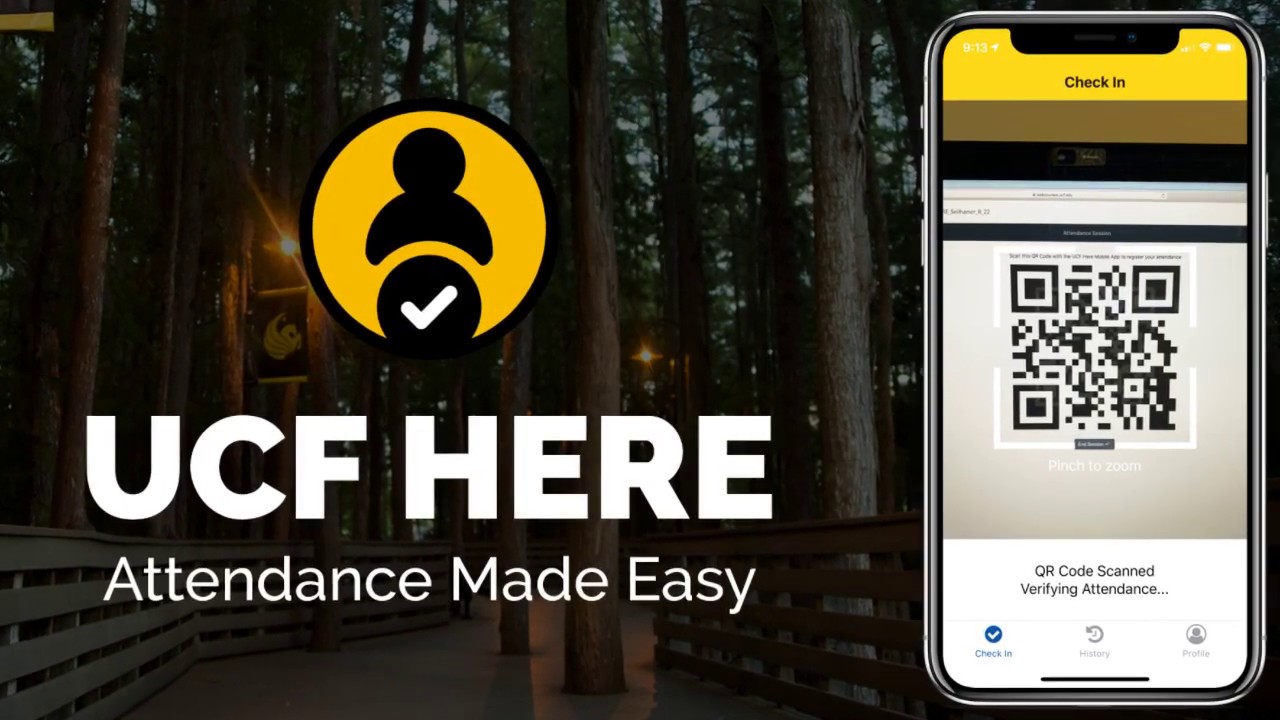 UCF HERE
Attendance Made Easy
9:13
Check In
Attendance Session
Scan this QR Code with the UCF Here Mobile App to register your attendance
End Session
Pinch to zoom
QR Code Scanned
Verifying Attendance...
Check In
History
Profile